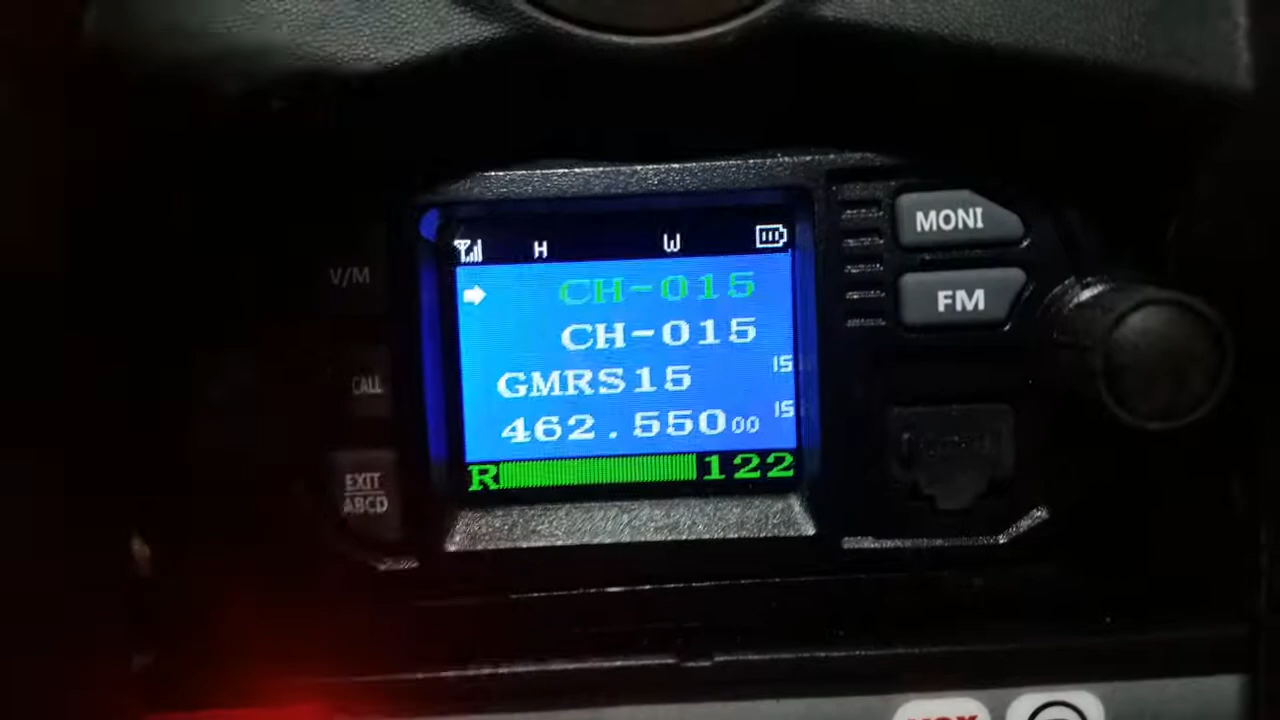 H W
CH-015
CH-015
GMRS15 15
462.55000 15
R 122
V/M
CALL
EXIT
ABCD
MONI
FM